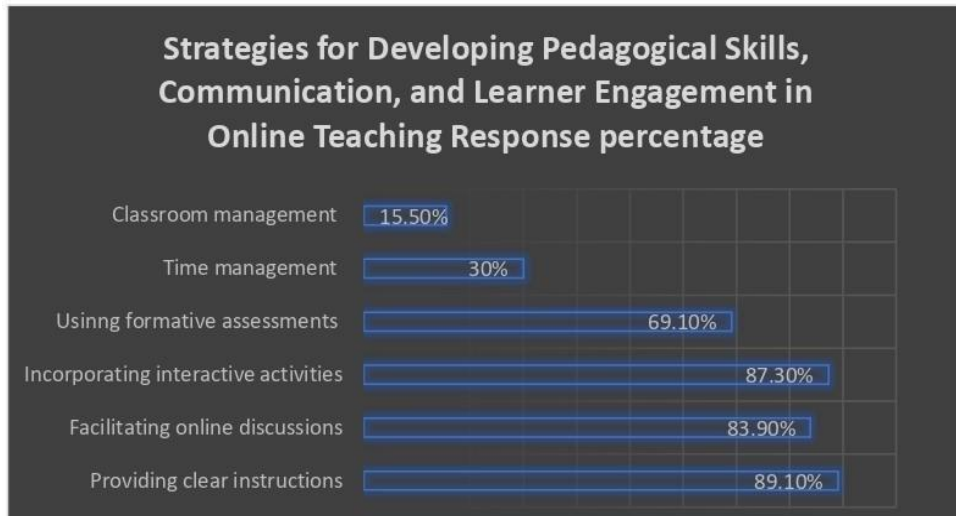 Strategies for Developing Pedagogical Skills,
Communication, and Learner Engagement in
Online Teaching Response percentage
Classroom management 15.50%
Time management 30%
Usinng formative assessments 69.10%
Incorporating interactive activities 87.30%
Facilitating online discussions 83.90%
Providing clear instructions 89.10%